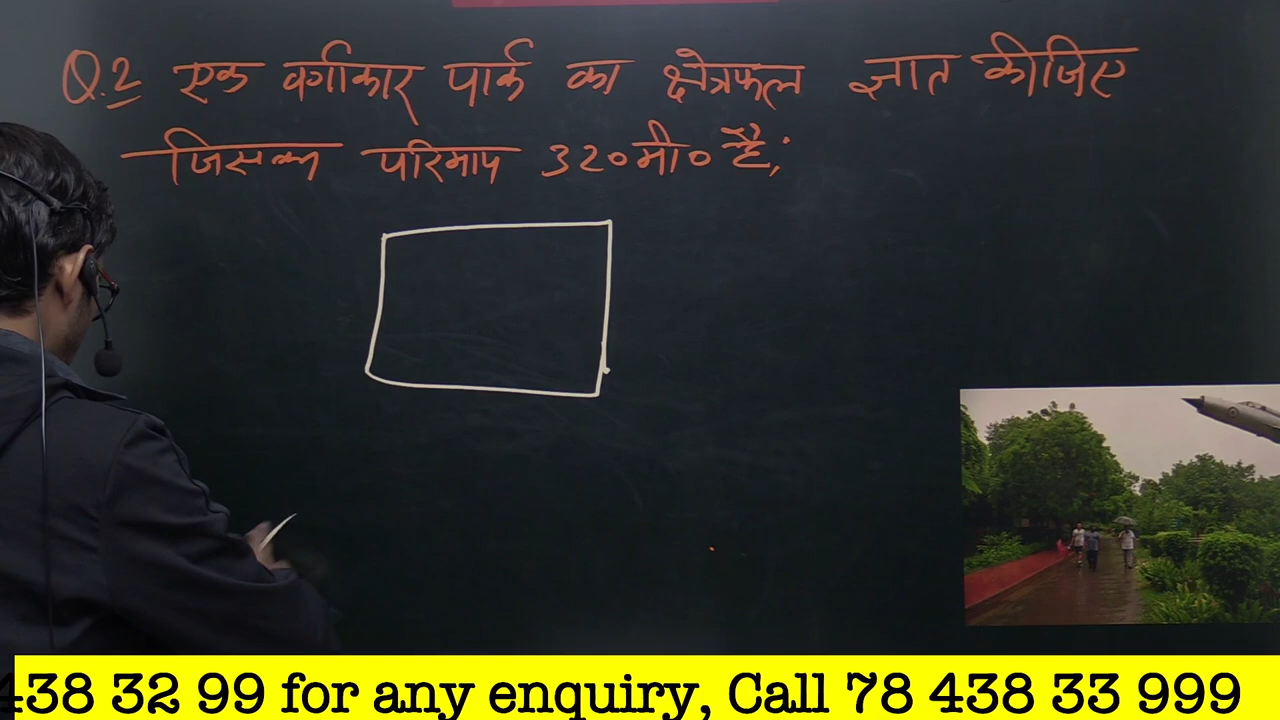 Q.2 एक वर्गाकार पार्क का क्षेत्रफल ज्ञात कीजिए
जिसका परिमाप 320 मी० है;
438 32 99 for any enquiry, Call 78 438 33 999